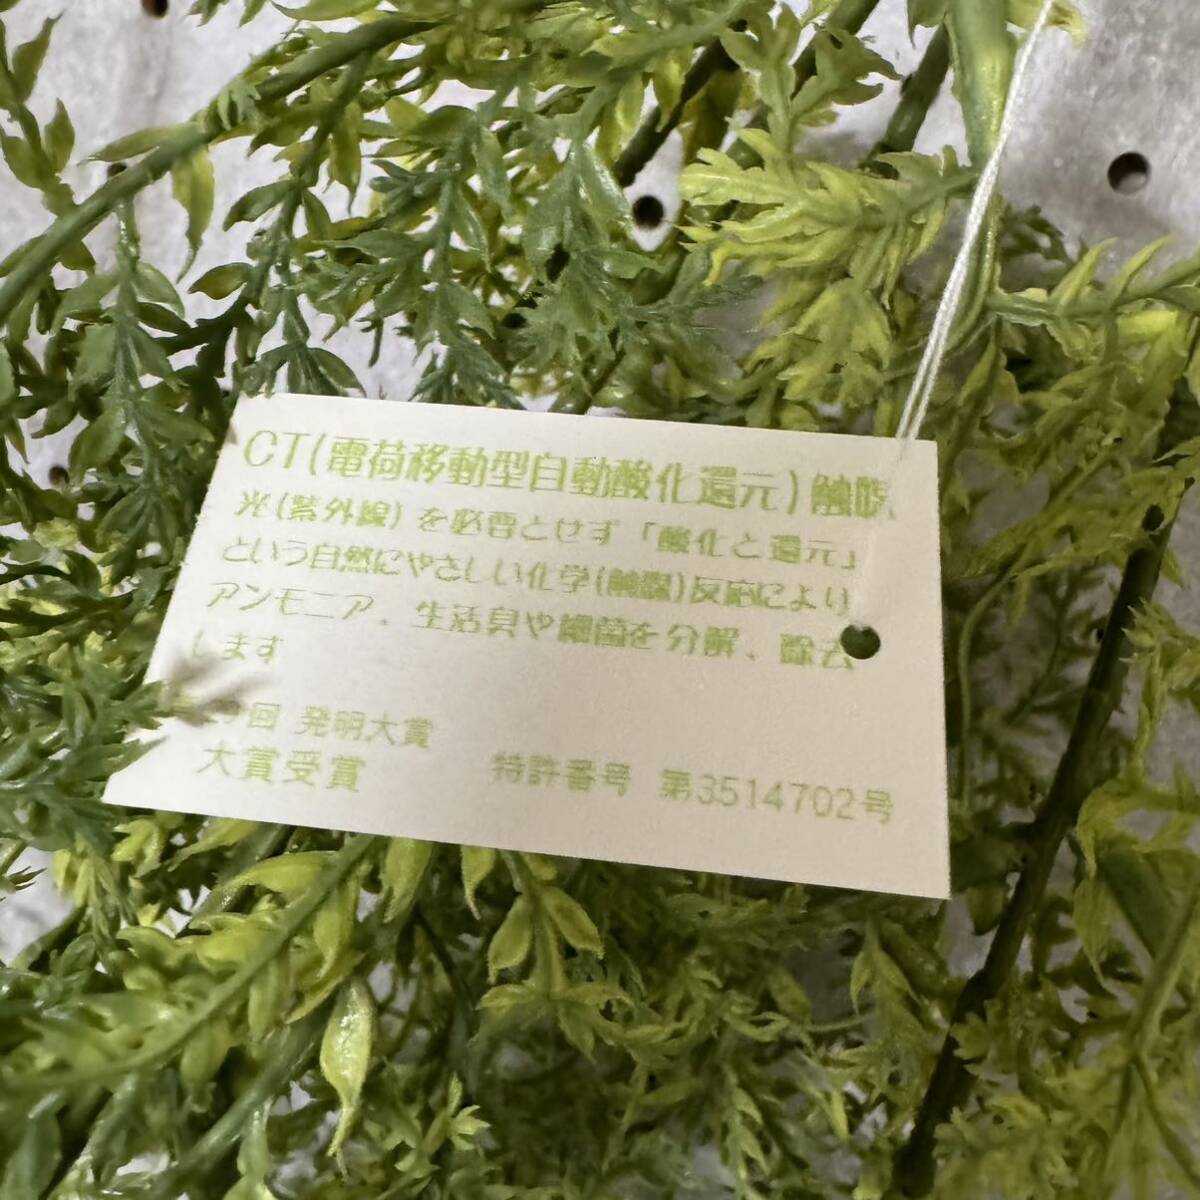 CT(電荷移動型自動酸化還元)触媒
光(紫外線)を必要とせず「酸化と還元」
という自然にやさしい化学(触媒)反応により
アンモニア、生活臭や細菌を分解、除去
します
回 発明大賞
大賞受賞 特許番号 第3514702号